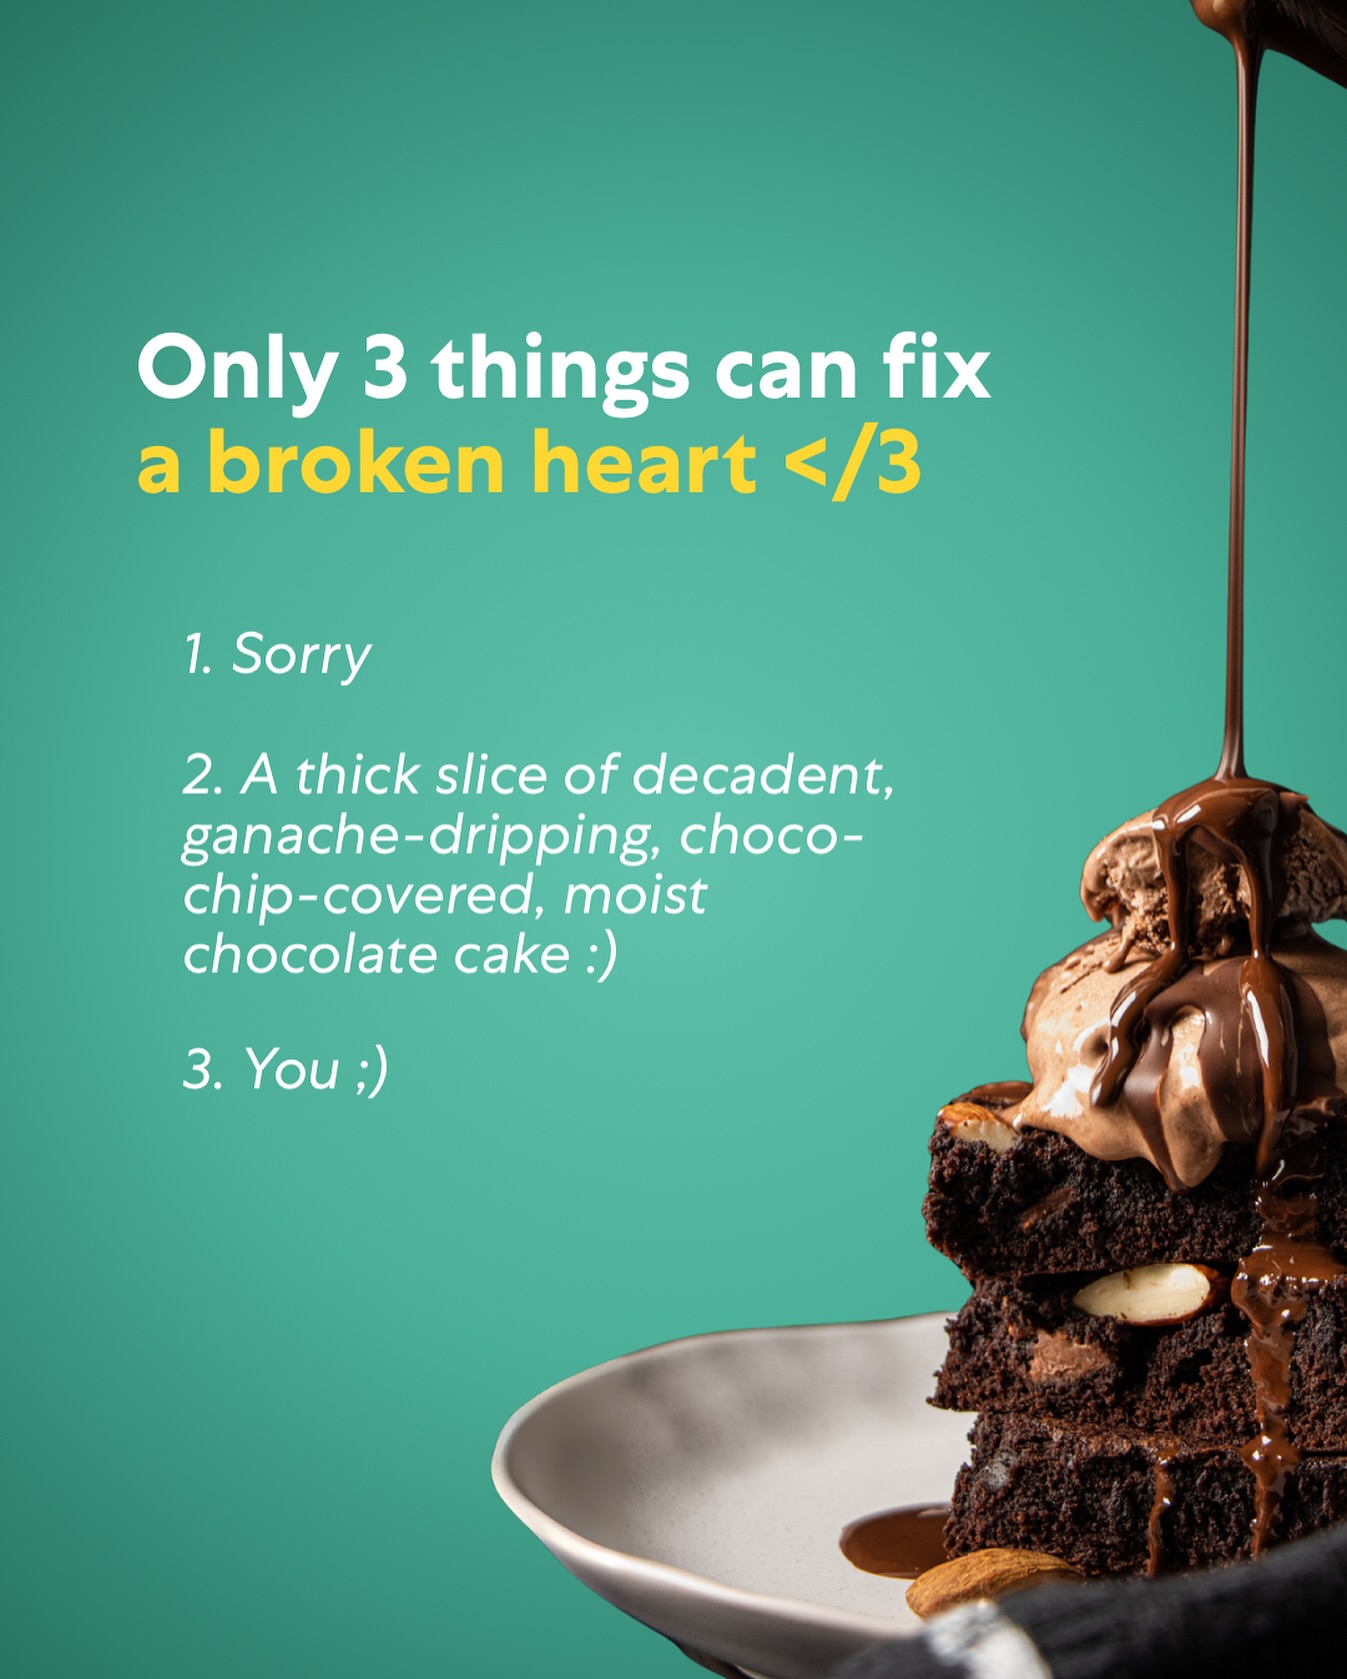 Only 3 things can fix
a broken heart </3
1. Sorry
2. A thick slice of decadent,
ganache-dripping, choco-
chip-covered, moist
chocolate cake :)
3. You ;)